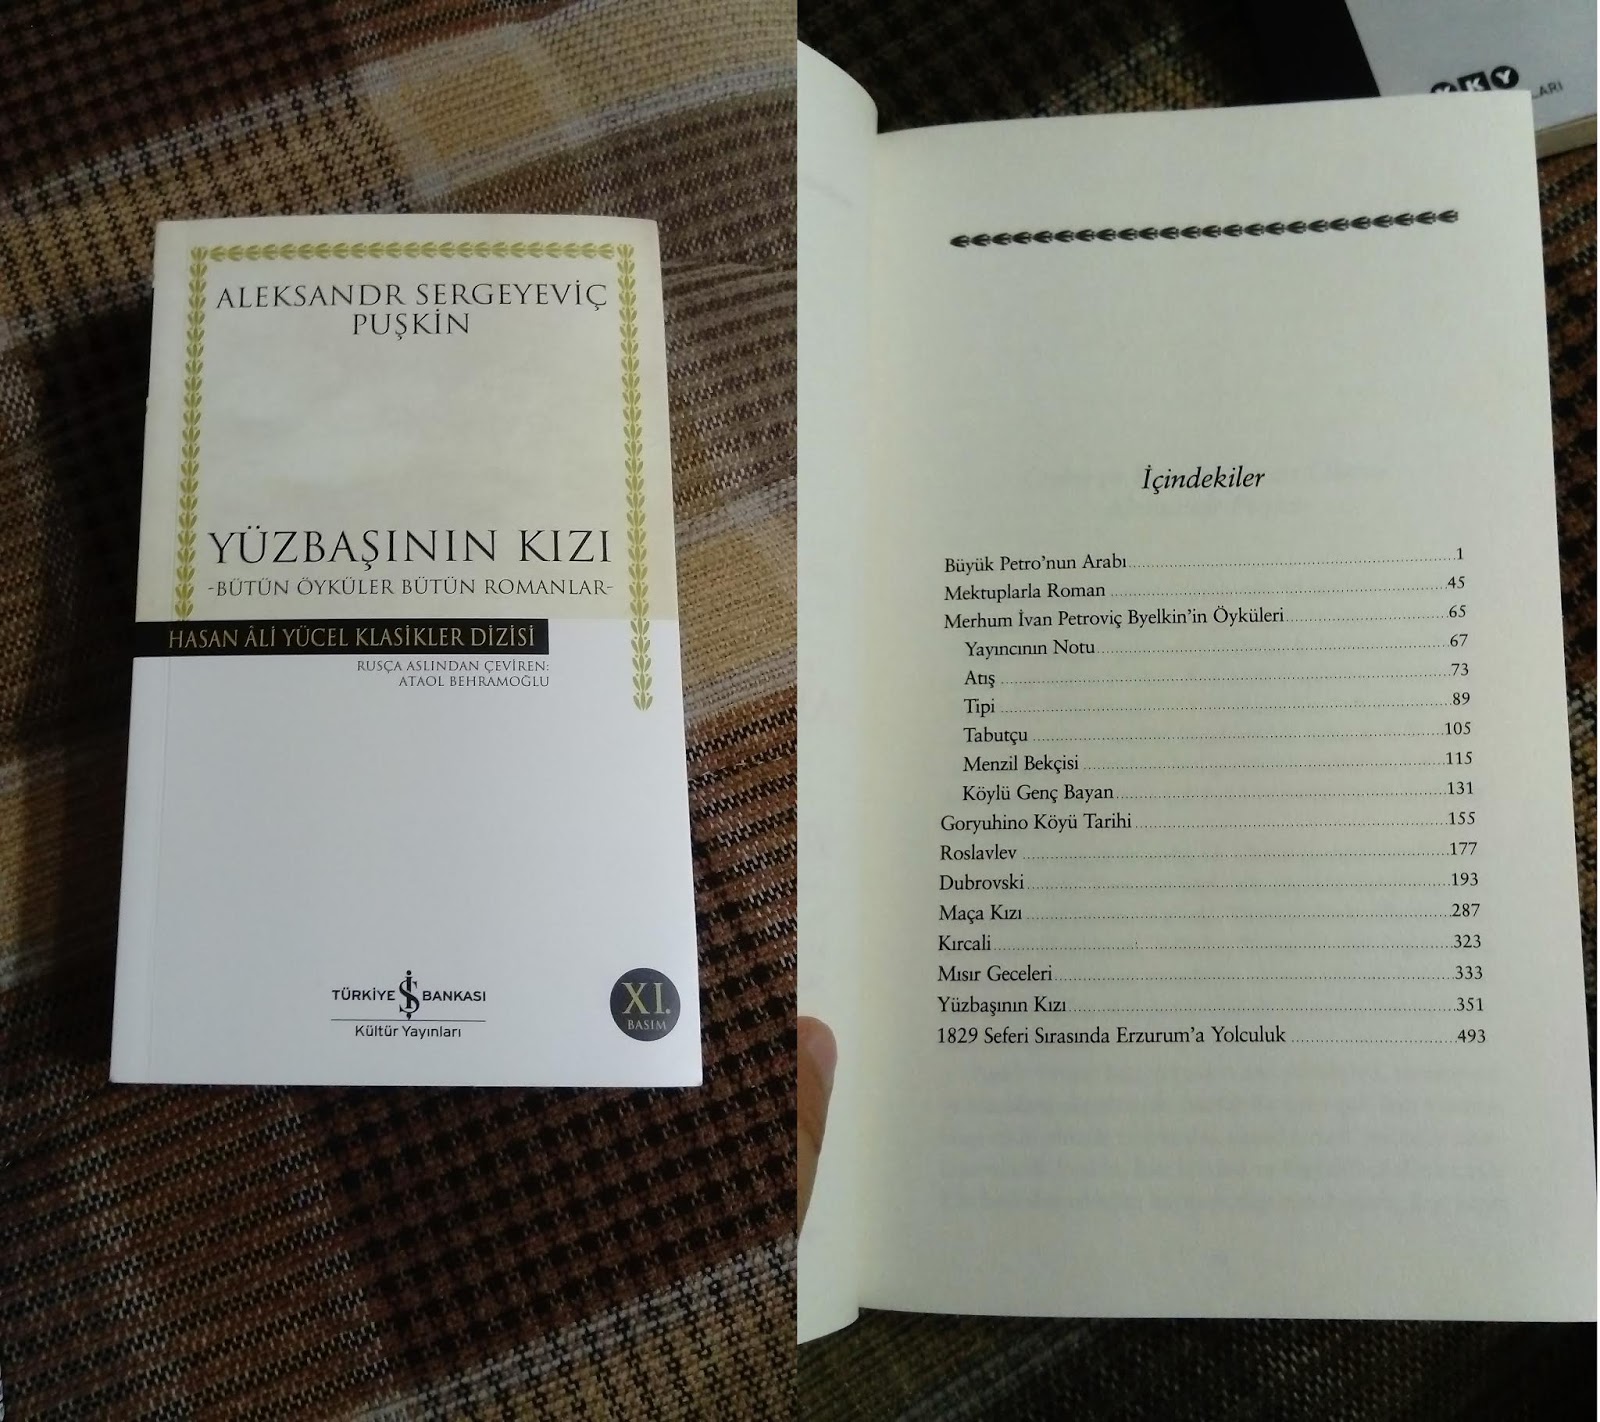 ALEKSANDR SERGEYEVİÇ
PUŞKİN
YÜZBAŞININ KIZI
-BÜTÜN ÖYKÜLER BÜTÜN ROMANLAR-
HASAN ÂLİ YÜCEL KLASİKLER DİZİSİ
RUSÇA ASLINDAN ÇEVİREN:
ATAOL BEHRAMOĞLU
TÜRKİYE İŞ BANKASI
Kültür Yayınları
XI.
BASIM
YKY
LARI
İçindekiler
Büyük Petro'nun Arabı 1
Mektuplarla Roman 45
Merhum İvan Petroviç Byelkin'in Öyküleri 65
Yayıncının Notu 67
Atış 73
Tipi 89
Tabutçu 105
Menzil Bekçisi 115
Köylü Genç Bayan 131
Goryuhino Köyü Tarihi 155
Roslavlev 177
Dubrovski 193
Maça Kızı 287
Kırcali 323
Mısır Geceleri 333
Yüzbaşının Kızı 351
1829 Seferi Sırasında Erzurum'a Yolculuk 493